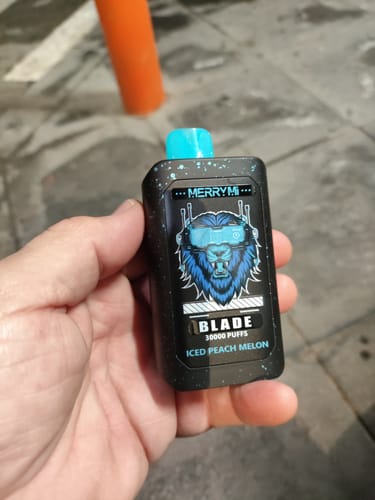 MERRYMI
BLADE
30000 PUFFS
ICED PEACH MELON